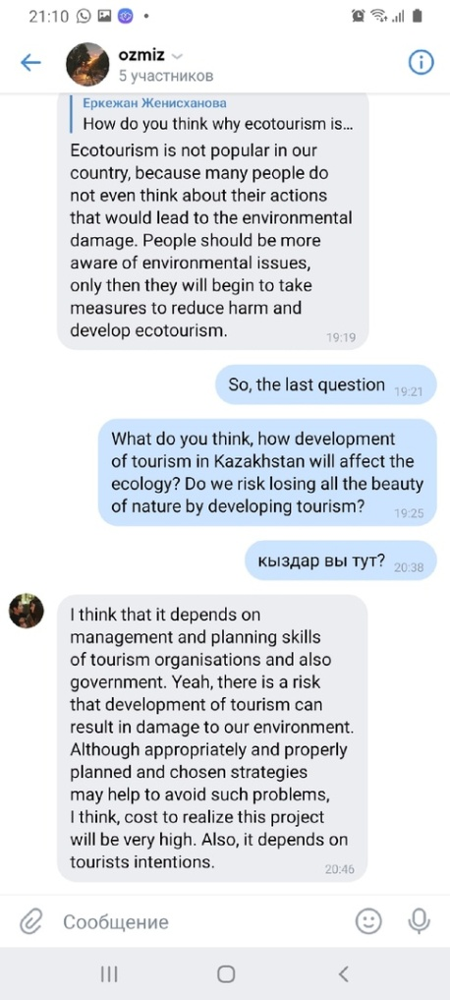 21:10
ozmiz
5 участников
Еркежан Женисханова
How do you think why ecotourism is...
Ecotourism is not popular in our
country, because many people do
not even think about their actions
that would lead to the environmental
damage. People should be more
aware of environmental issues,
only then they will begin to take
measures to reduce harm and
develop ecotourism.
19:19
So, the last question
19:21
What do you think, how development
of tourism in Kazakhstan will affect the
ecology? Do we risk losing all the beauty
of nature by developing tourism?
19:25
кыздар вы тут?
20:38
I think that it depends on
management and planning skills
of tourism organisations and also
government. Yeah, there is a risk
that development of tourism can
result in damage to our environment.
Although appropriately and properly
planned and chosen strategies
may help to avoid such problems,
I think, cost to realize this project
will be very high. Also, it depends on
tourists intentions.
20:46
Сообщение